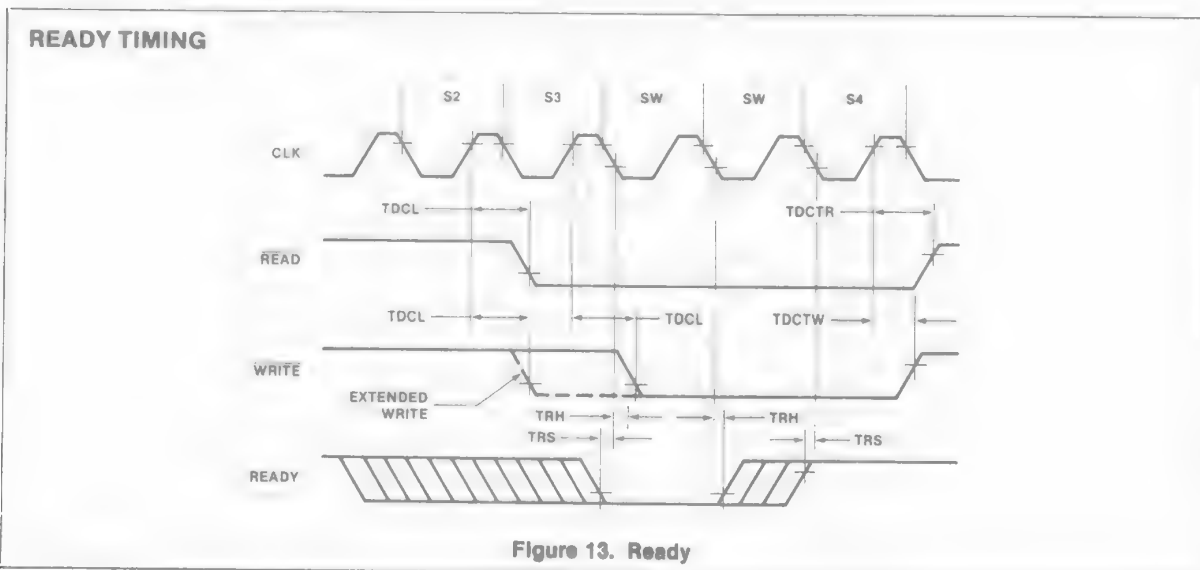 READY TIMING
S2 S3 SW SW S4
CLK
TDCL TDCTR
READ
TDCL TDCL TDCTW
WRITE
EXTENDED
WRITE
TRH TRH
TRS TRS
READY
Figure 13. Ready